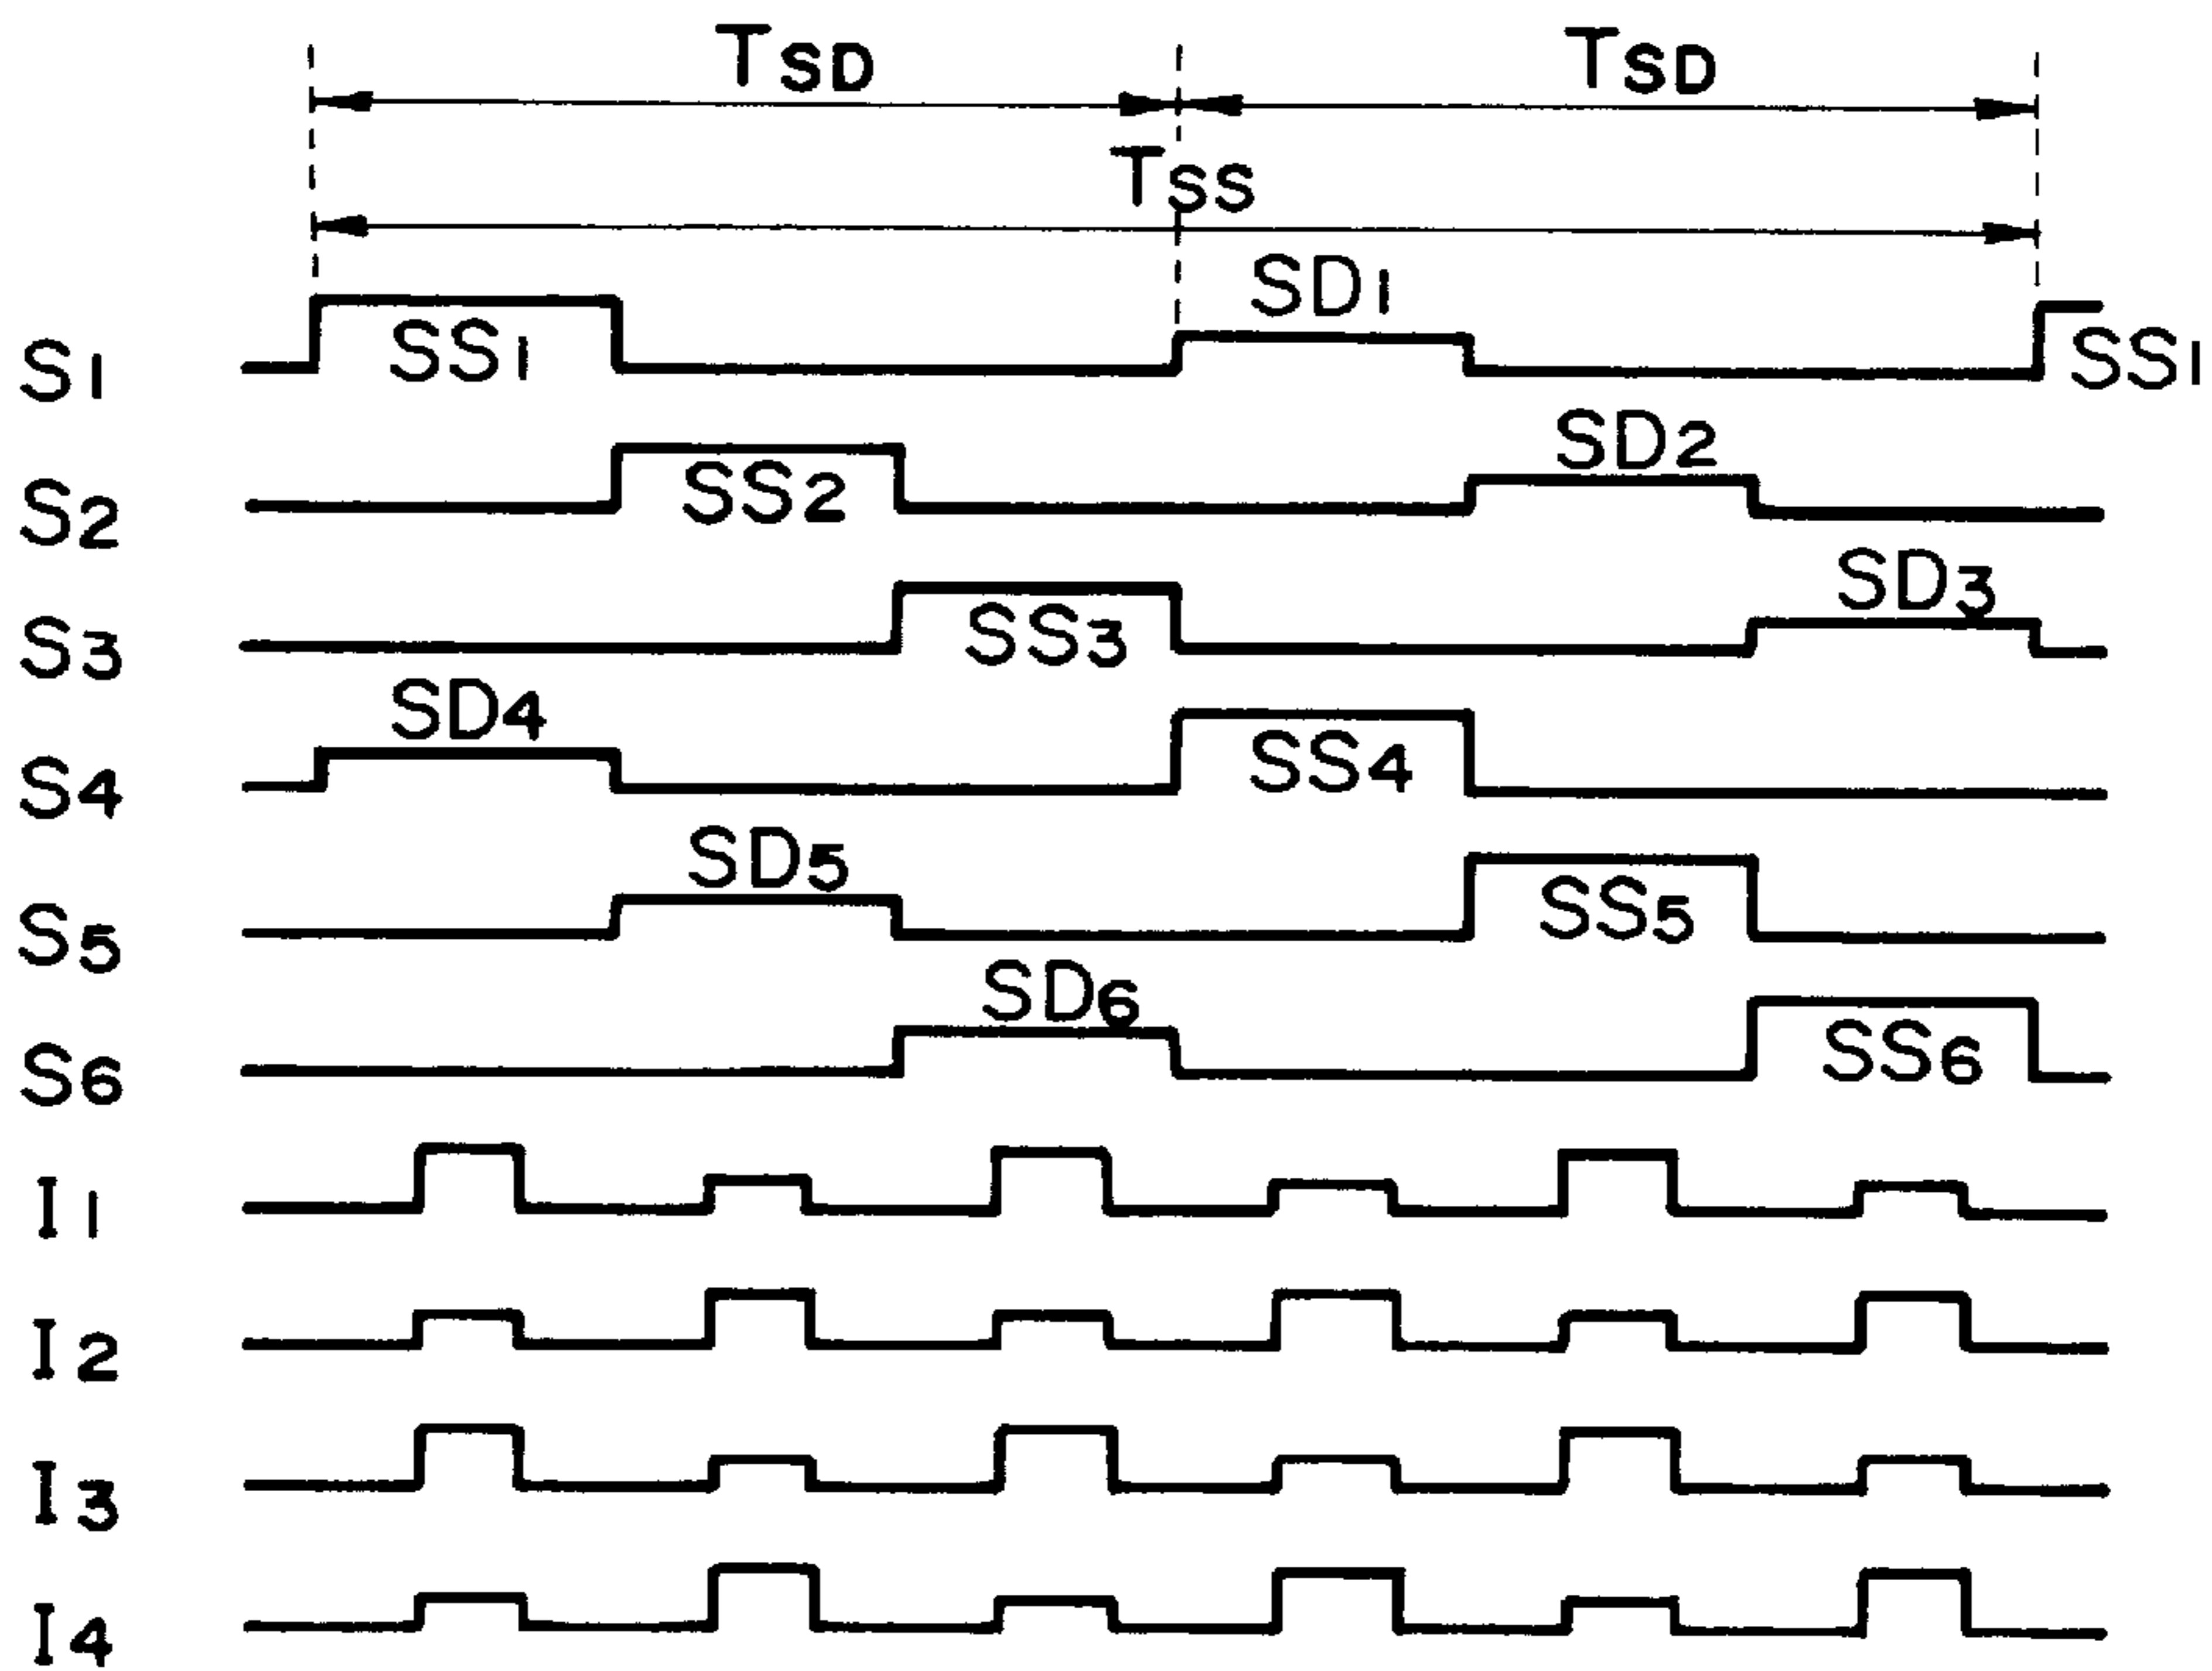 TSD TSD
TSS
S1 SS1 SD1 SS1
S2 SS2 SD2
S3 SS3 SD3
S4 SD4 SS4
S5 SD5 SS5
S6 SD6 SS6
I1
I2
I3
I4